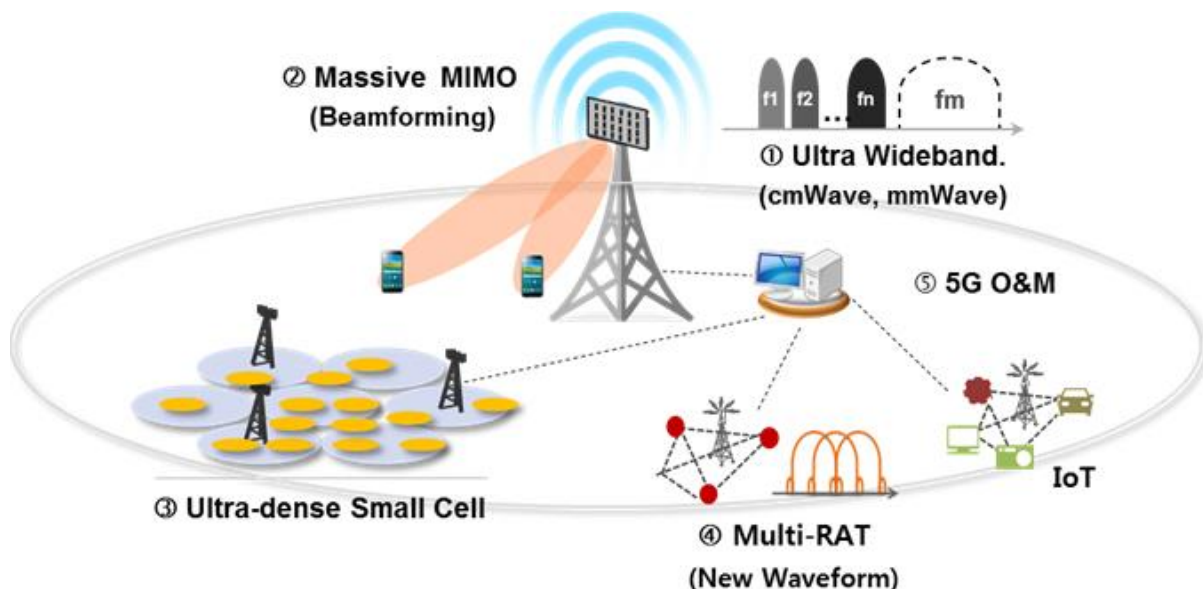 ② Massive MIMO
(Beamforming)
f1 f2 ... fn fm
① Ultra Wideband.
(cmWave, mmWave)
⑤ 5G O&M
③ Ultra-dense Small Cell
IoT
④ Multi-RAT
(New Waveform)